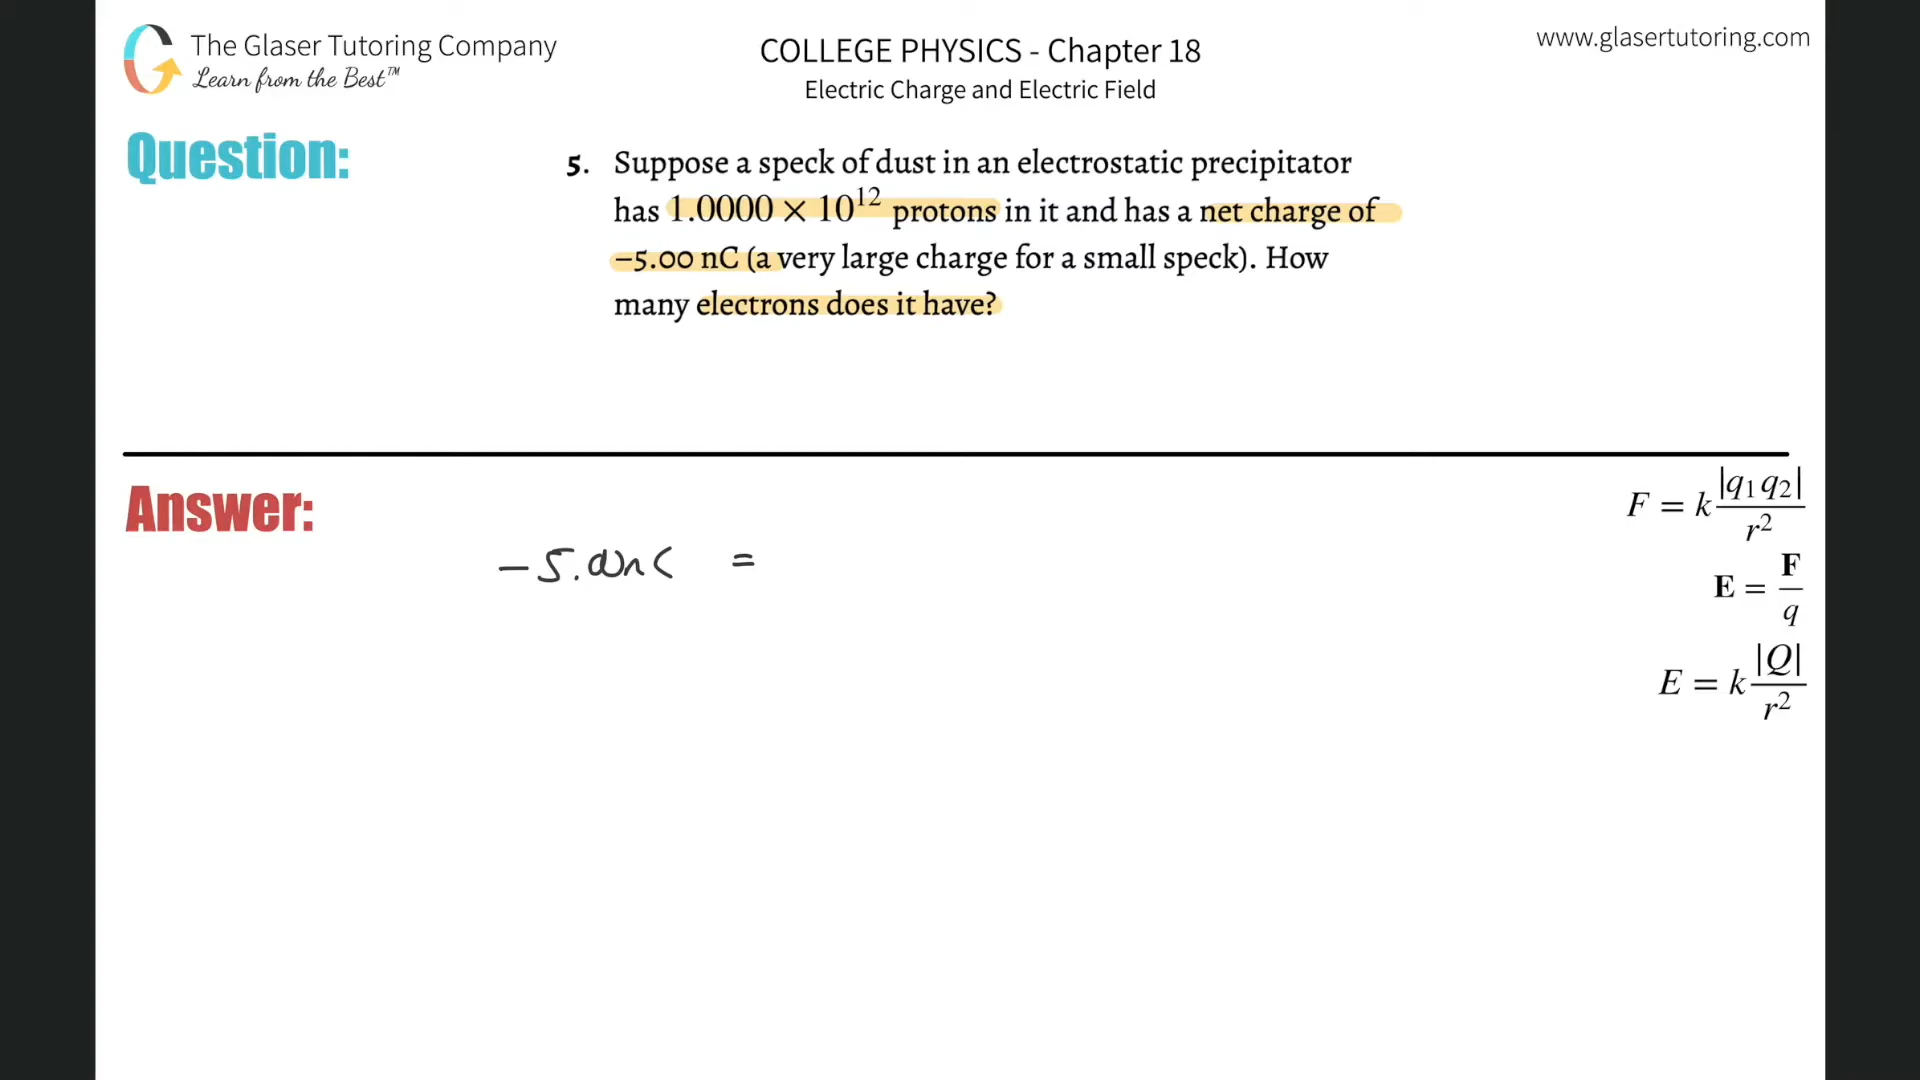 The Glaser Tutoring Company
Learn from the Best™
COLLEGE PHYSICS - Chapter 18
Electric Charge and Electric Field
www.glasertutoring.com
Question:
5. Suppose a speck of dust in an electrostatic precipitator
has 1.0000 × 10¹² protons in it and has a net charge of
–5.00 nC (a very large charge for a small speck). How
many electrons does it have?
Answer:
F = k |q₁q₂| / r²
– 5.00nC =
E = F / q
E = k |Q| / r²